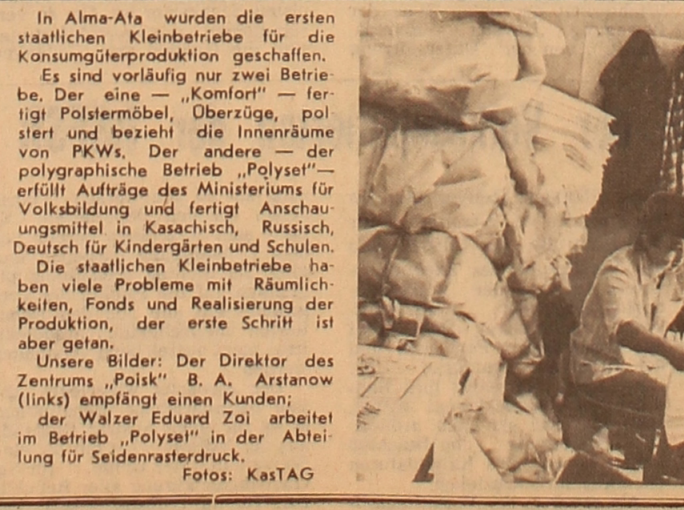 In Alma-Ata wurden die ersten
staatlichen Kleinbetriebe für die
Konsumgüterproduktion geschaffen.
Es sind vorläufig nur zwei Betrie-
be. Der eine — „Komfort" — fer-
tigt Polstermöbel, Überzüge, pol-
stert und bezieht die Innenräume
von PKWs. Der andere — der
polygraphische Betrieb „Polyset"—
erfüllt Aufträge des Ministeriums für
Volksbildung und fertigt Anschau-
ungsmittel in Kasachisch, Russisch,
Deutsch für Kindergärten und Schulen.
Die staatlichen Kleinbetriebe ha-
ben viele Probleme mit Räumlich-
keiten, Fonds und Realisierung der
Produktion, der erste Schritt ist
aber getan.
Unsere Bilder: Der Direktor des
Zentrums „Poisk" B. A. Arstanow
(links) empfängt einen Kunden;
der Walzer Eduard Zoi arbeitet
im Betrieb „Polyset" in der Abtei-
lung für Seidenrasterdruck.
Fotos: KasTAG